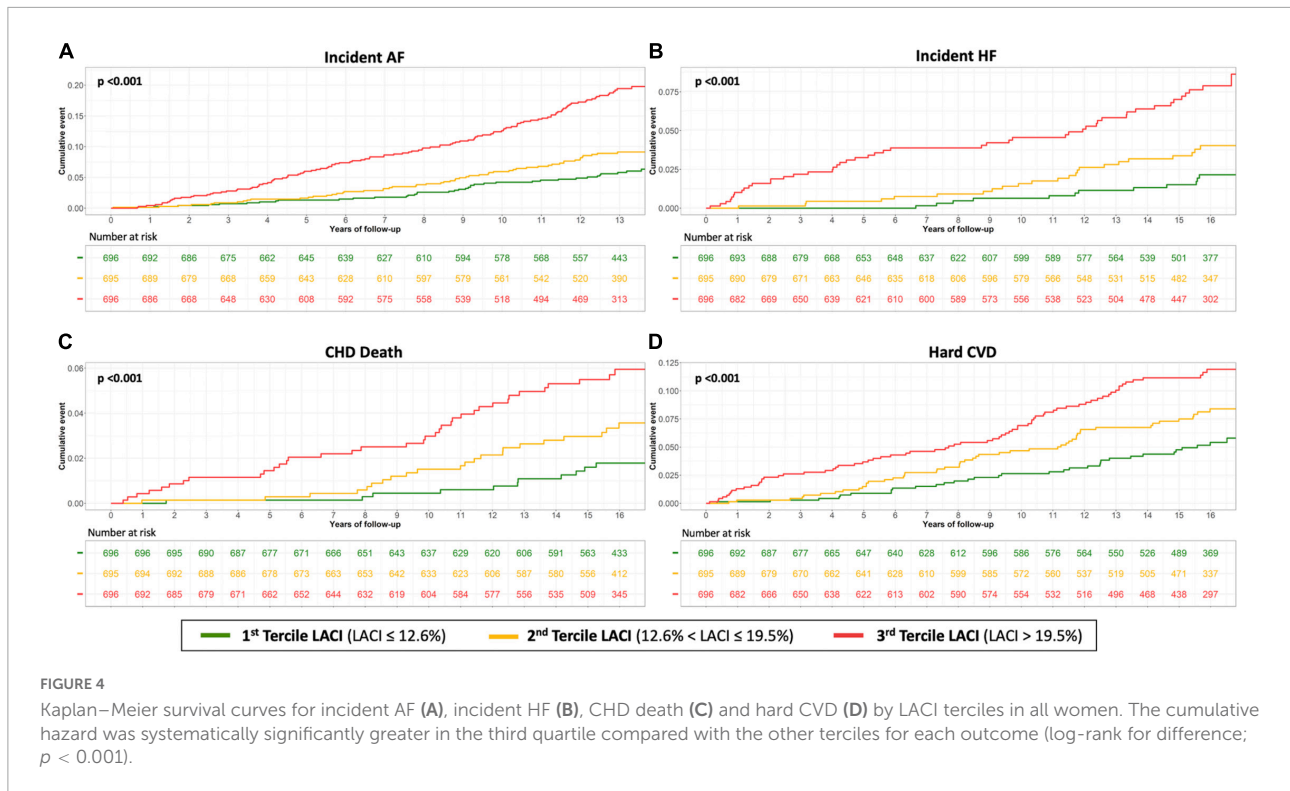 A
Incident AF
p <0.001
Cumulative event
0.20
0.15
0.10
0.05
0.00
0 1 2 3 4 5 6 7 8 9 10 11 12 13
Years of follow-up
Number at risk
696 692 686 675 662 645 639 627 610 594 578 568 557 443
695 689 679 668 659 643 628 610 597 579 561 542 520 390
696 686 668 648 630 608 592 575 558 539 518 494 469 313
B
Incident HF
p <0.001
Cumulative event
0.075
0.050
0.025
0.000
0 1 2 3 4 5 6 7 8 9 10 11 12 13 14 15 16
Years of follow-up
Number at risk
696 693 688 679 668 653 648 637 622 607 599 589 577 564 539 501 377
695 690 679 671 663 646 635 618 606 596 579 566 548 531 515 482 347
696 682 669 650 639 621 610 600 589 573 556 538 523 504 478 447 302
C
CHD Death
p <0.001
Cumulative event
0.06
0.04
0.02
0.00
0 1 2 3 4 5 6 7 8 9 10 11 12 13 14 15 16
Years of follow-up
Number at risk
696 696 695 690 687 677 671 666 651 643 637 629 620 606 591 563 433
695 694 692 688 686 678 673 663 653 642 633 623 606 587 580 556 412
696 692 685 679 671 662 652 644 632 619 604 584 577 556 535 509 345
D
Hard CVD
p <0.001
Cumulative event
0.125
0.100
0.075
0.050
0.025
0.000
0 1 2 3 4 5 6 7 8 9 10 11 12 13 14 15 16
Years of follow-up
Number at risk
696 692 687 677 665 647 640 628 612 596 586 576 564 550 526 489 369
695 689 679 670 662 641 628 610 599 585 572 560 537 519 505 471 337
696 682 666 650 638 622 613 602 590 574 554 532 516 496 468 438 297
1st Tercile LACI (LACI ≤ 12.6%) 2nd Tercile LACI (12.6% < LACI ≤ 19.5%) 3rd Tercile LACI (LACI > 19.5%)
FIGURE 4
Kaplan–Meier survival curves for incident AF (A), incident HF (B), CHD death (C) and hard CVD (D) by LACI terciles in all women. The cumulative
hazard was systematically significantly greater in the third quartile compared with the other terciles for each outcome (log-rank for difference;
p < 0.001).